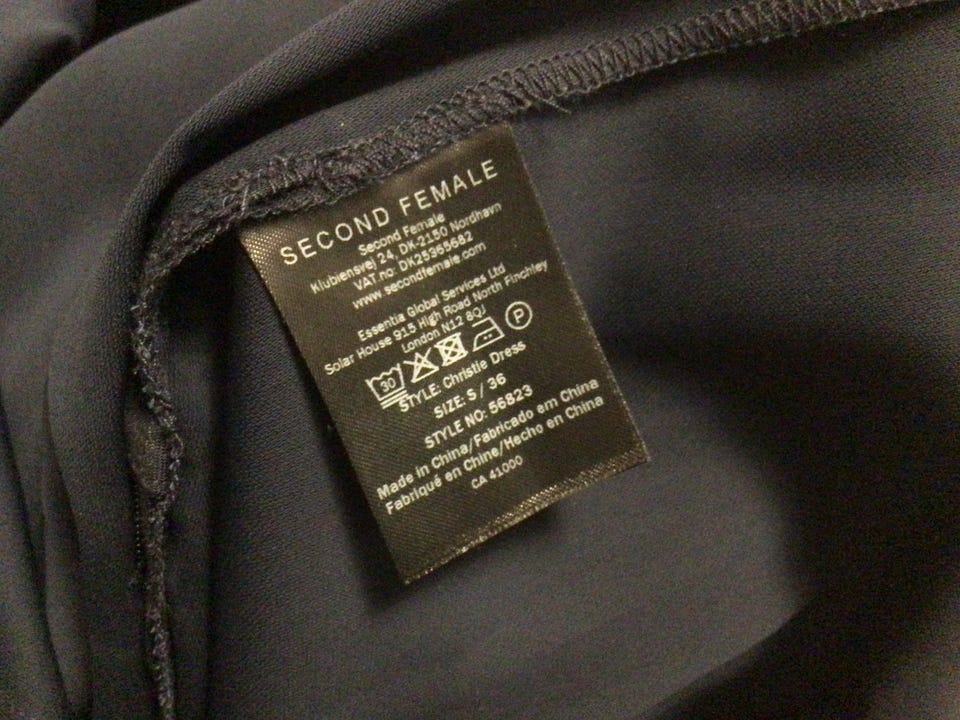 SECOND FEMALE
Second Female
Klubiensvej 24, DK-2150 Nordhavn
VAT.no: DK25365682
www.secondfemale.com
Essentia Global Services Ltd
Solar House 915 High Road North Finchley
London N12 8QJ
30 P
STYLE: Christie Dress
SIZE: S / 36
STYLE NO: 56823
Made in China/Fabricado em China
Fabriqué en Chine/Hecho en China
CA 41000